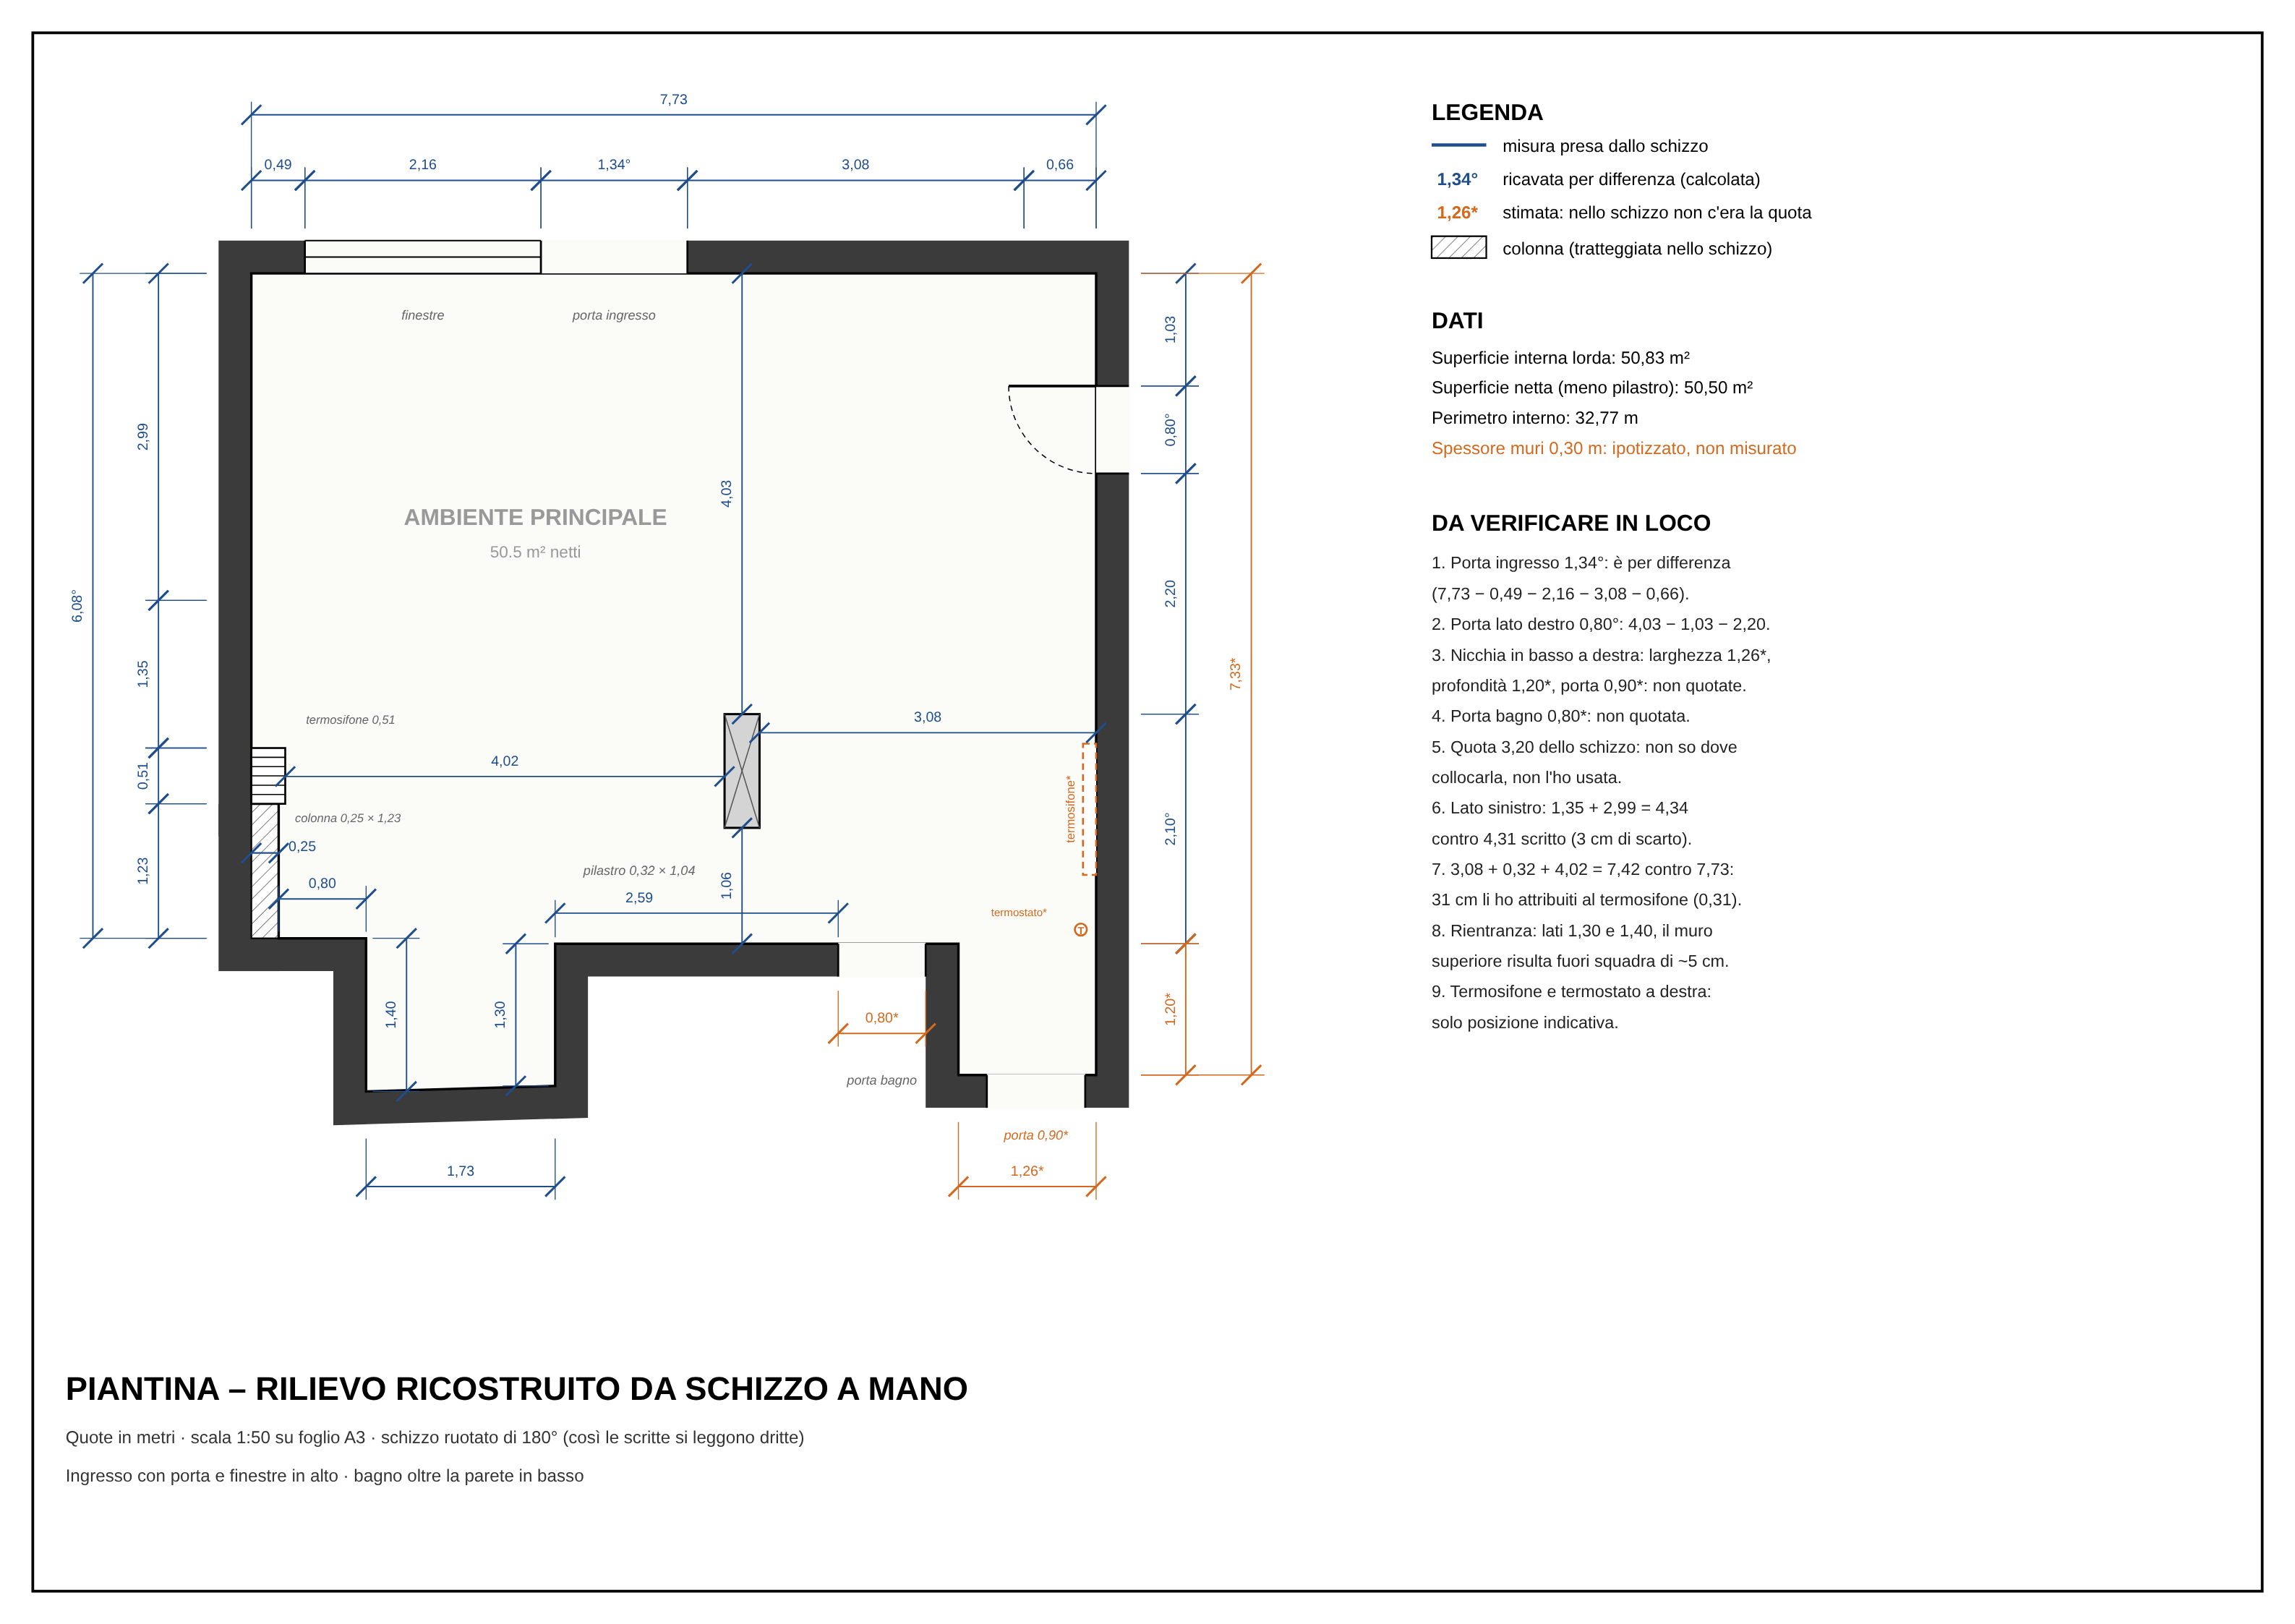 7,73
0,49 2,16 1,34° 3,08 0,66
finestre
porta ingresso
6,08°
2,99
1,35
0,51
1,23
4,03
1,03
0,80°
2,20
2,10°
1,20*
7,33*
AMBIENTE PRINCIPALE
50.5 m² netti
termosifone 0,51
3,08
4,02
colonna 0,25 × 1,23
0,25
0,80
pilastro 0,32 × 1,04
2,59
1,06
termosifone*
termostato*
T
1,40
1,30
0,80*
porta bagno
porta 0,90*
1,73
1,26*
LEGENDA
misura presa dallo schizzo
1,34° ricavata per differenza (calcolata)
1,26* stimata: nello schizzo non c'era la quota
colonna (tratteggiata nello schizzo)
DATI
Superficie interna lorda: 50,83 m²
Superficie netta (meno pilastro): 50,50 m²
Perimetro interno: 32,77 m
Spessore muri 0,30 m: ipotizzato, non misurato
DA VERIFICARE IN LOCO
1. Porta ingresso 1,34°: è per differenza
(7,73 − 0,49 − 2,16 − 3,08 − 0,66).
2. Porta lato destro 0,80°: 4,03 − 1,03 − 2,20.
3. Nicchia in basso a destra: larghezza 1,26*,
profondità 1,20*, porta 0,90*: non quotate.
4. Porta bagno 0,80*: non quotata.
5. Quota 3,20 dello schizzo: non so dove
collocarla, non l'ho usata.
6. Lato sinistro: 1,35 + 2,99 = 4,34
contro 4,31 scritto (3 cm di scarto).
7. 3,08 + 0,32 + 4,02 = 7,42 contro 7,73:
31 cm li ho attribuiti al termosifone (0,31).
8. Rientranza: lati 1,30 e 1,40, il muro
superiore risulta fuori squadra di ~5 cm.
9. Termosifone e termostato a destra:
solo posizione indicativa.
PIANTINA – RILIEVO RICOSTRUITO DA SCHIZZO A MANO
Quote in metri · scala 1:50 su foglio A3 · schizzo ruotato di 180° (così le scritte si leggono dritte)
Ingresso con porta e finestre in alto · bagno oltre la parete in basso